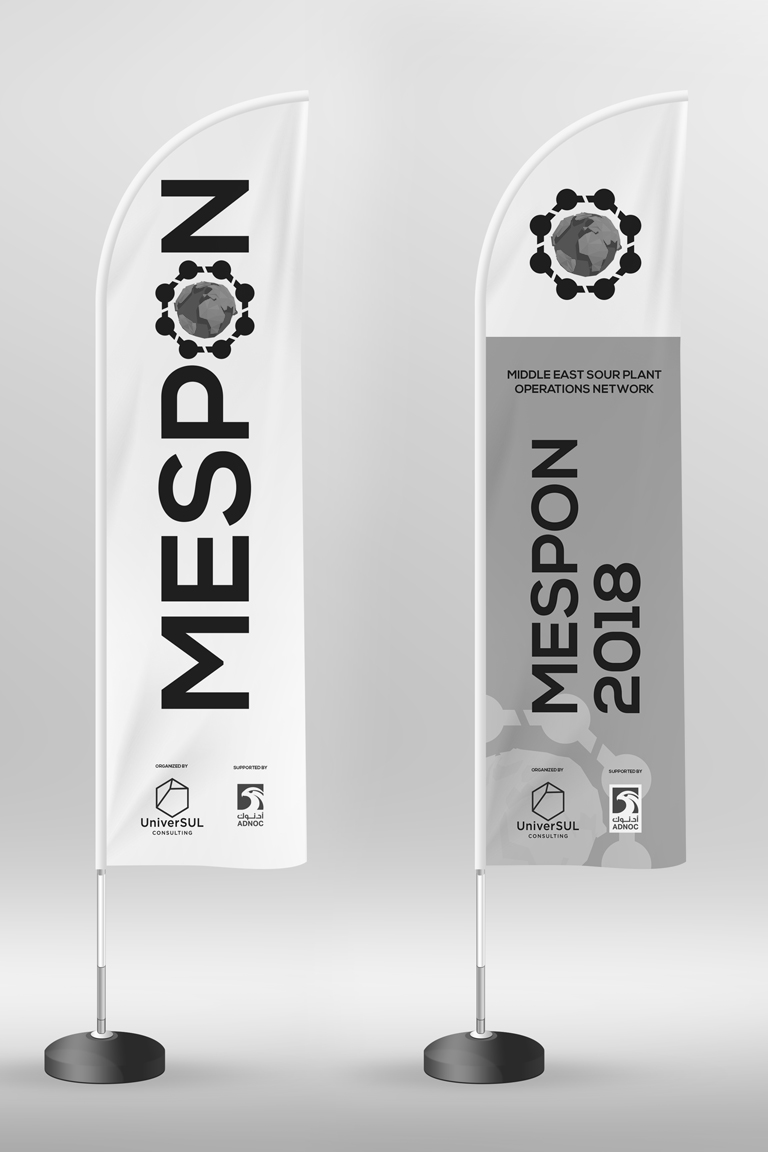 MESPON
ORGANIZED BY
UniverSUL
CONSULTING
SUPPORTED BY
أدنوك
ADNOC
MIDDLE EAST SOUR PLANT
OPERATIONS NETWORK
MESPON
2018
ORGANIZED BY
UniverSUL
CONSULTING
SUPPORTED BY
أدنوك
ADNOC